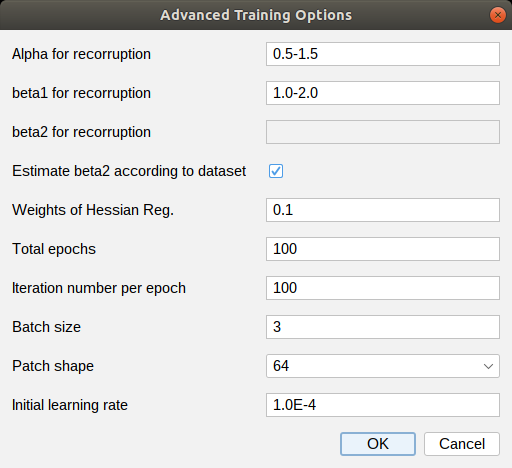 Advanced Training Options
Alpha for recorruption 0.5-1.5
beta1 for recorruption 1.0-2.0
beta2 for recorruption
Estimate beta2 according to dataset
Weights of Hessian Reg. 0.1
Total epochs 100
Iteration number per epoch 100
Batch size 3
Patch shape 64
Initial learning rate 1.0E-4
OK Cancel